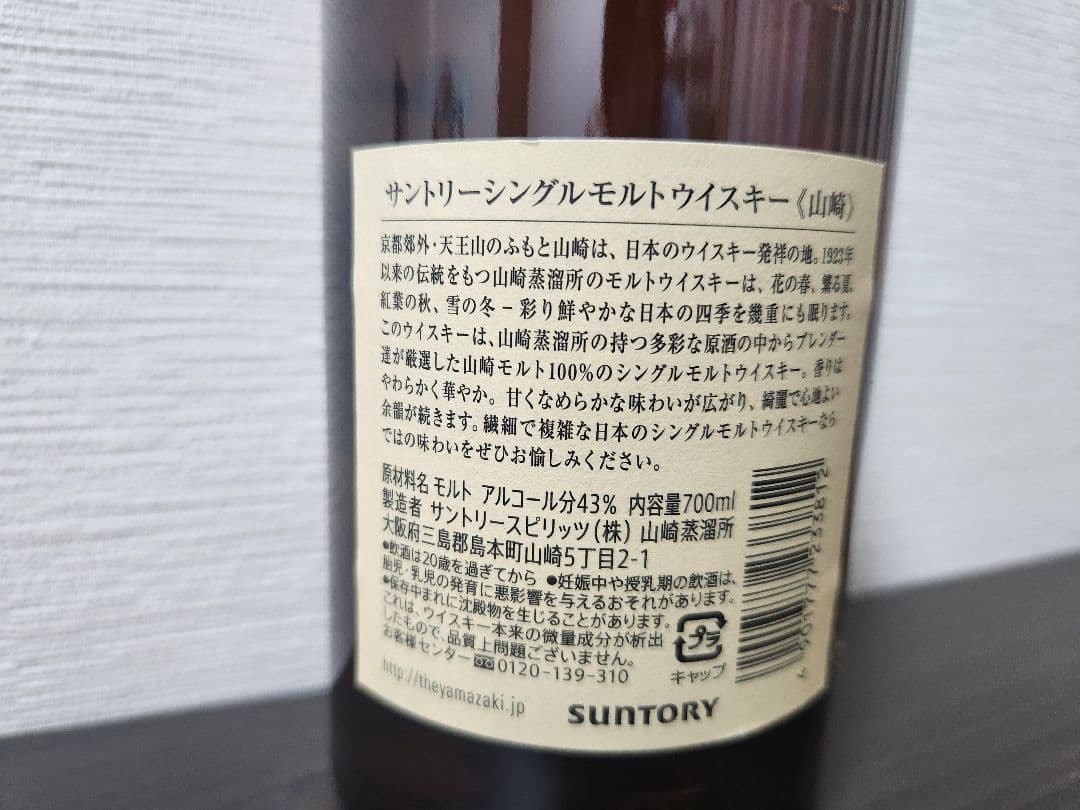 サントリーシングルモルトウイスキー《山崎》
京都郊外・天王山のふもと山崎は、日本のウイスキー発祥の地。1923年
以来の伝統をもつ山崎蒸溜所のモルトウイスキーは、花の春、繁る夏、
紅葉の秋、雪の冬－彩り鮮やかな日本の四季を幾重にも眠ります。
このウイスキーは、山崎蒸溜所の持つ多彩な原酒の中からブレンダー
達が厳選した山崎モルト100%のシングルモルトウイスキー。香りは
やわらかく華やか。甘くなめらかな味わいが広がり、綺麗で心地よい
余韻が続きます。繊細で複雑な日本のシングルモルトウイスキーなら
ではの味わいをぜひお愉しみください。
原材料名 モルト アルコール分43% 内容量700ml
製造者 サントリースピリッツ(株) 山崎蒸溜所
大阪府三島郡島本町山崎5丁目2-1
●飲酒は20歳を過ぎてから ●妊娠中や授乳期の飲酒は、
胎児・乳児の発育に悪影響を与えるおそれがあります。
●保存中まれに沈殿物を生じることがあります。
これは、ウイスキー本来の微量成分が析出
したもので、品質上問題ございません。
お客様センター 0120-139-310
プラ
キャップ
http://theyamazaki.jp
SUNTORY